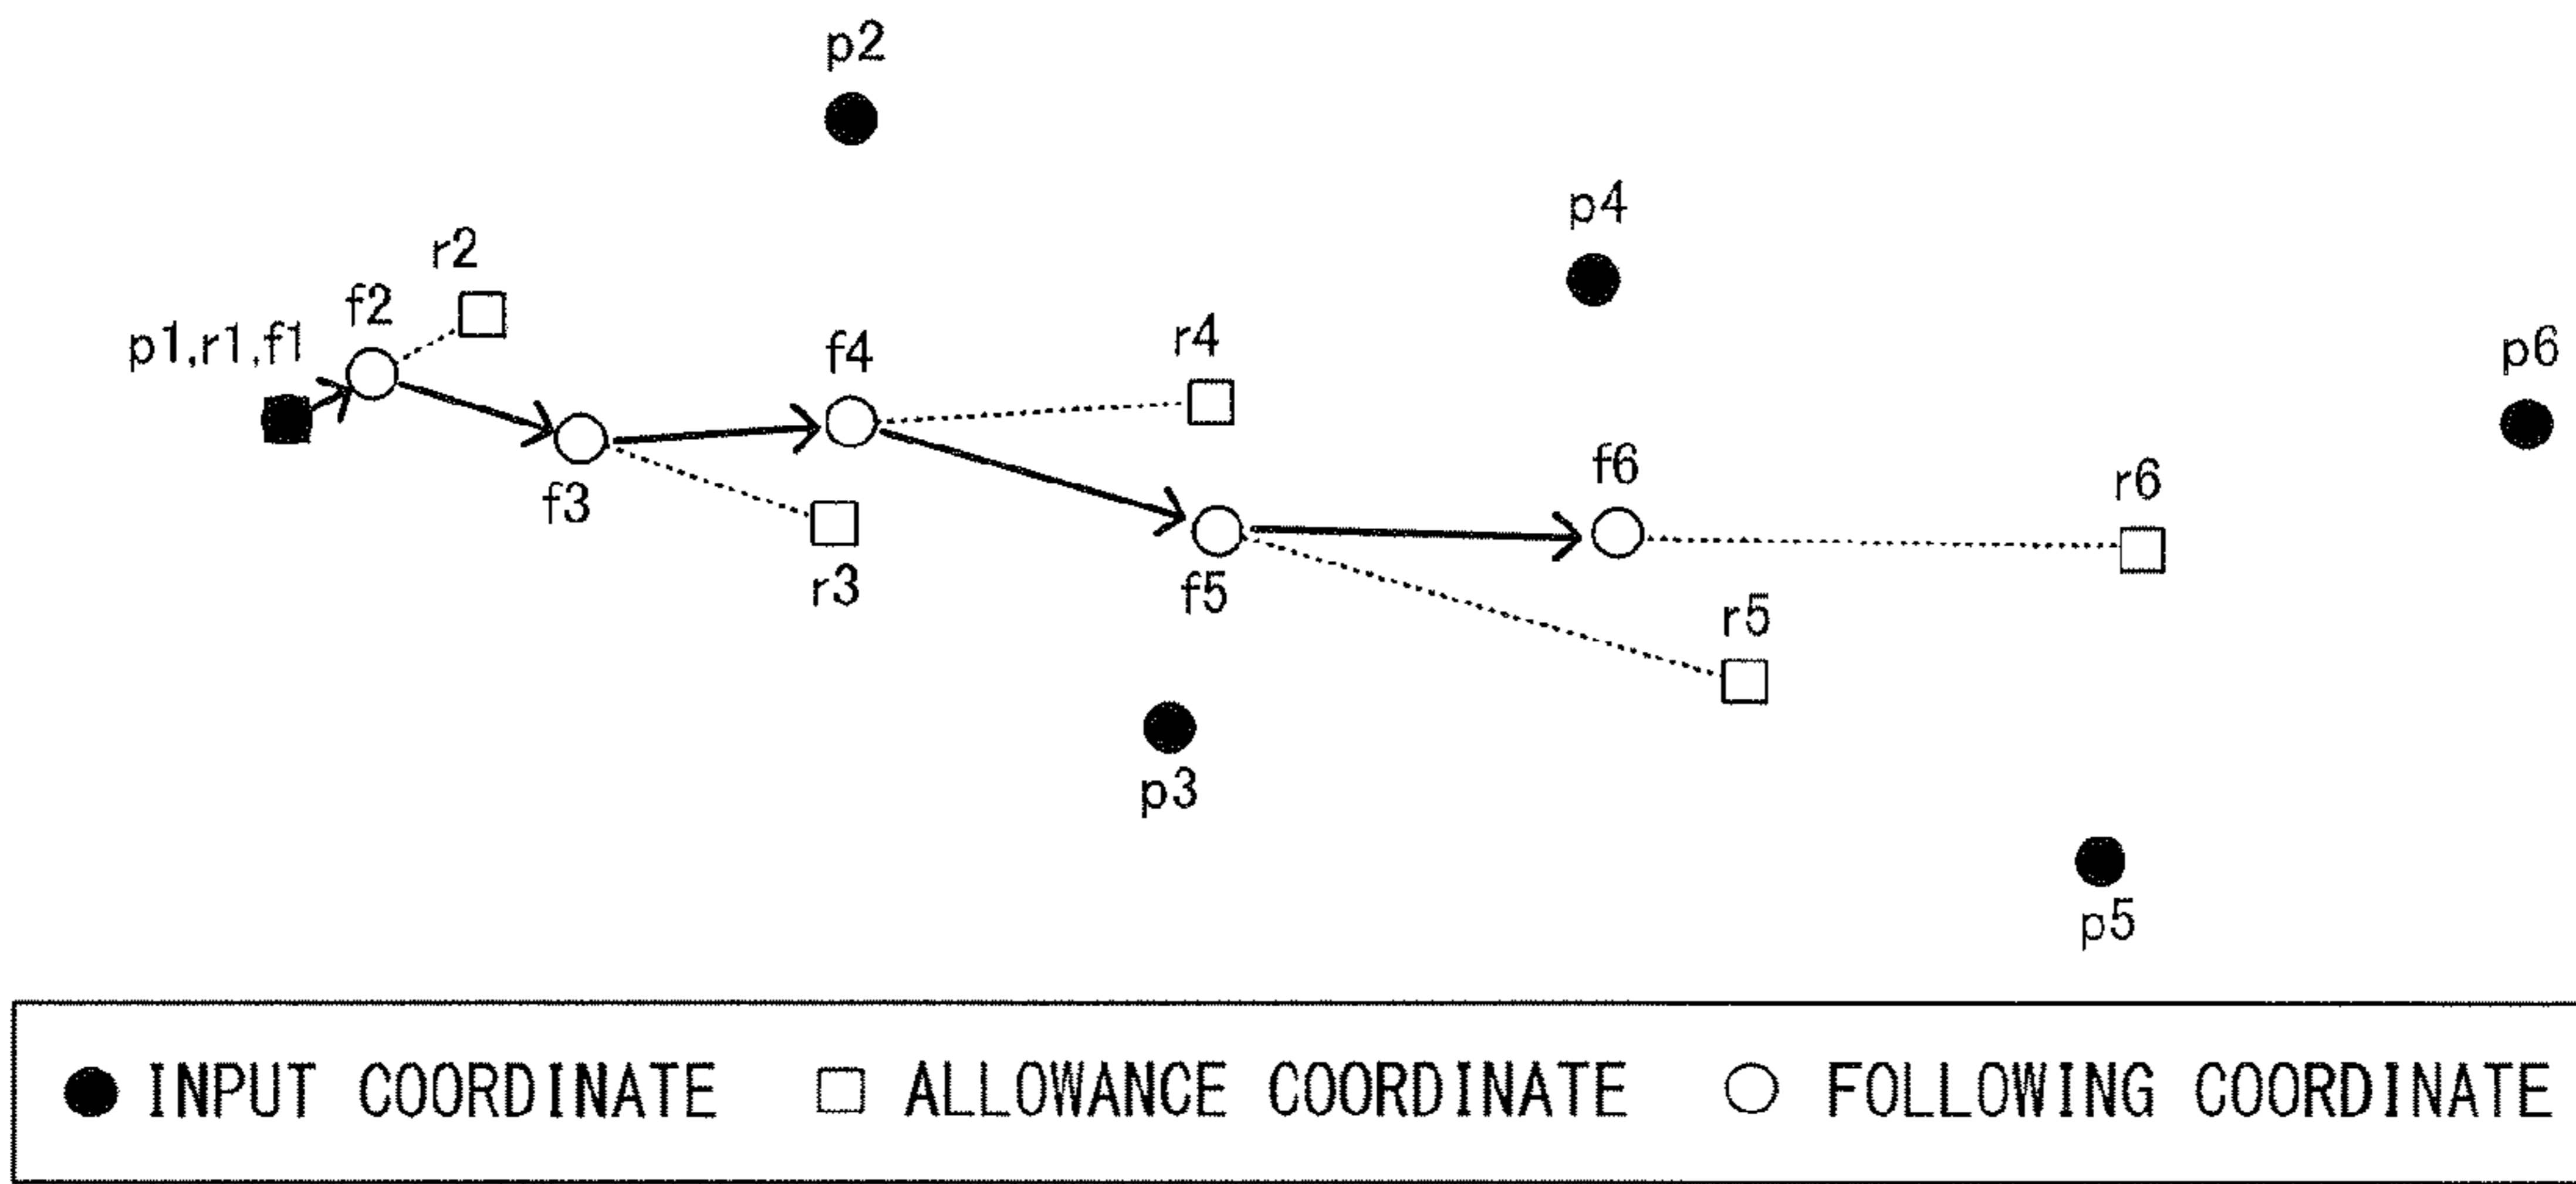 p2
p4
r2
f2
p1,r1,f1
f4
r4
p6
f3
f6
r6
r3
f5
r5
p3
p5
● INPUT COORDINATE □ ALLOWANCE COORDINATE ○ FOLLOWING COORDINATE